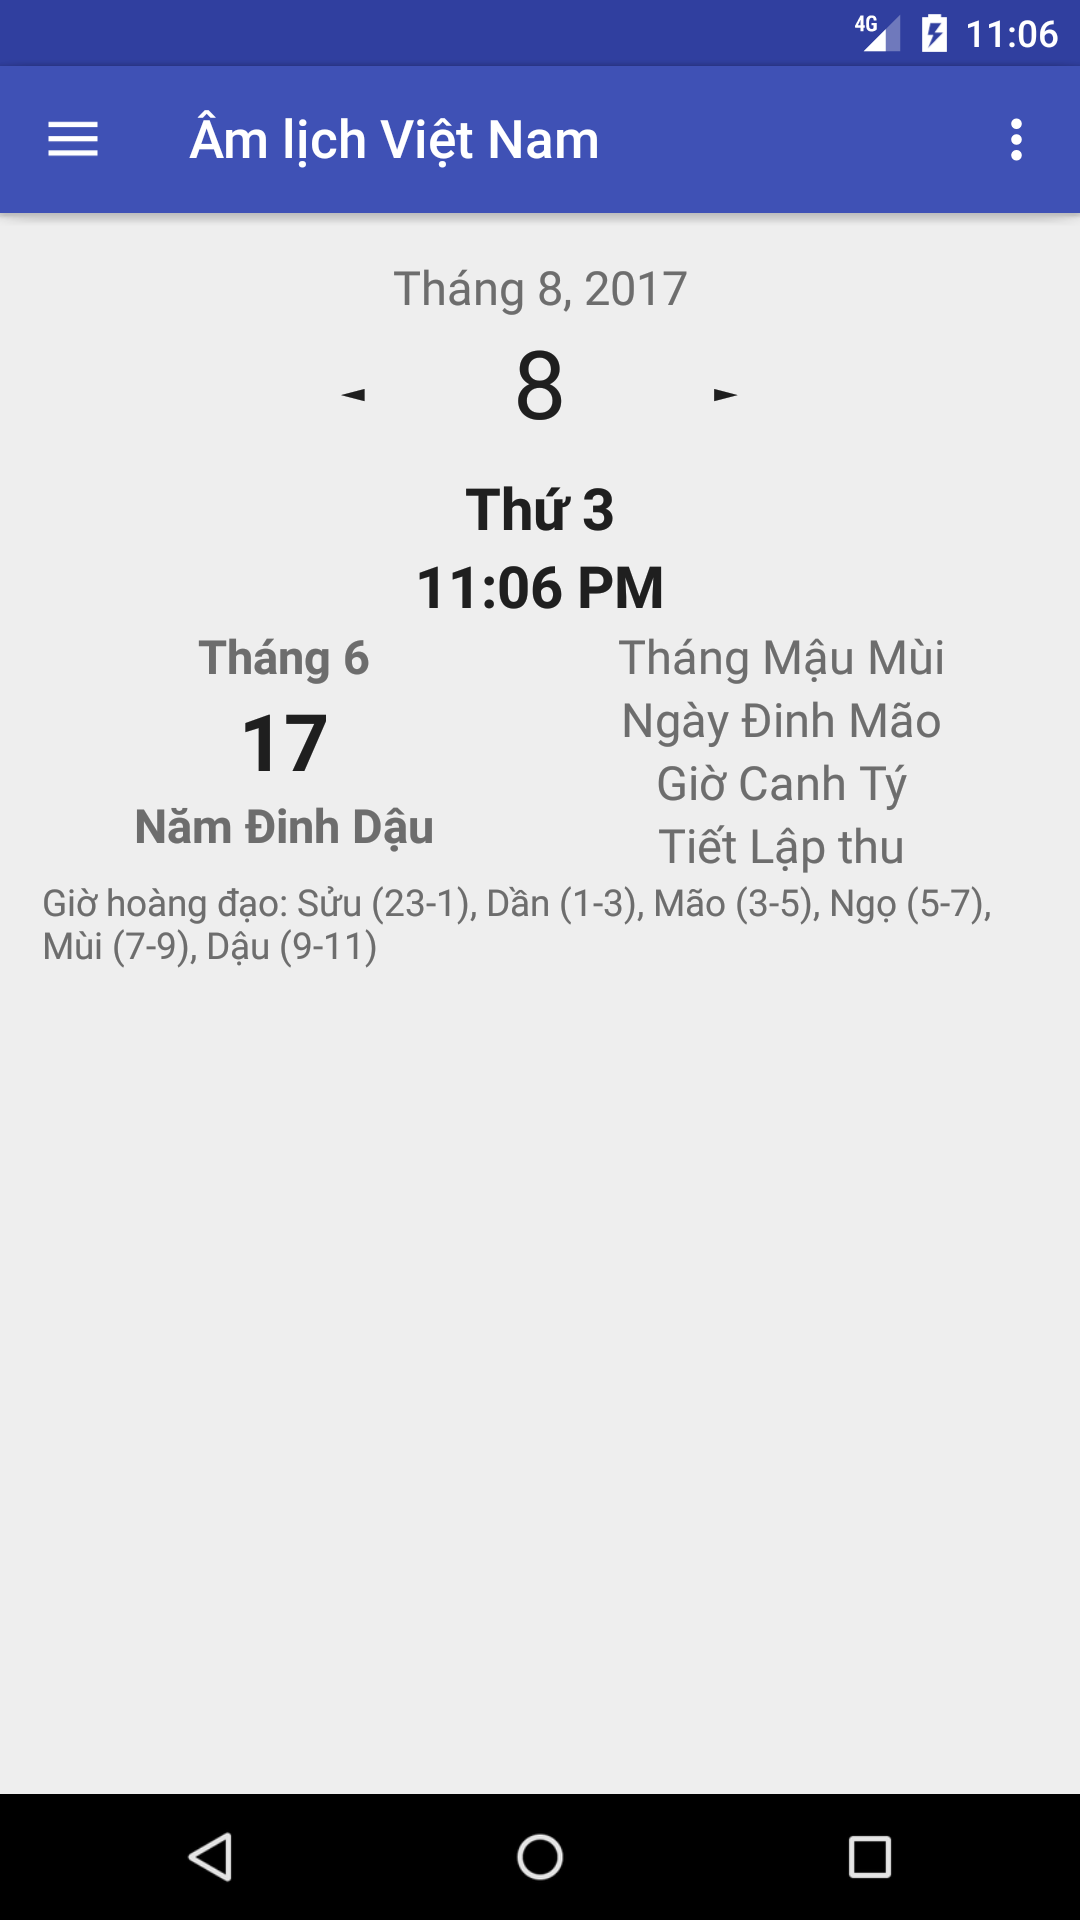 4G 11:06
Âm lịch Việt Nam
Tháng 8, 2017
◄ 8 ►
Thứ 3
11:06 PM
Tháng 6
17
Năm Đinh Dậu
Tháng Mậu Mùi
Ngày Đinh Mão
Giờ Canh Tý
Tiết Lập thu
Giờ hoàng đạo: Sửu (23-1), Dần (1-3), Mão (3-5), Ngọ (5-7),
Mùi (7-9), Dậu (9-11)